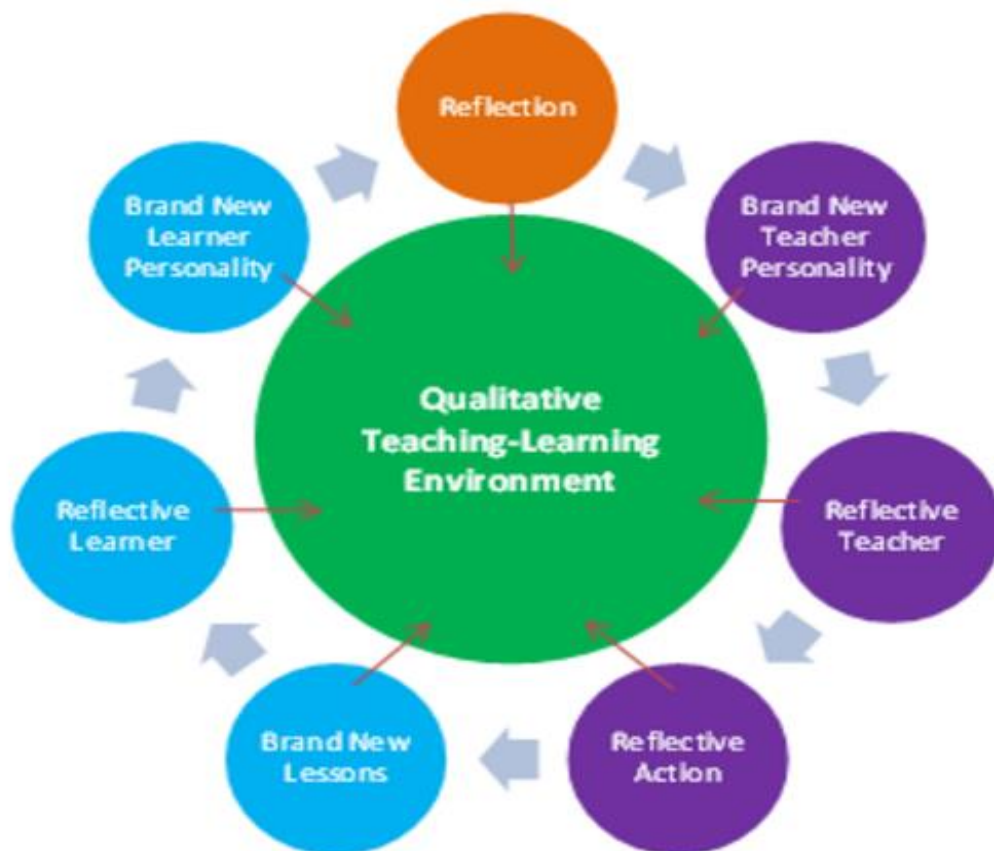 Reflection
Brand New
Teacher
Personality
Reflective
Teacher
Reflective
Action
Brand New
Lessons
Reflective
Learner
Brand New
Learner
Personality
Qualitative
Teaching-Learning
Environment